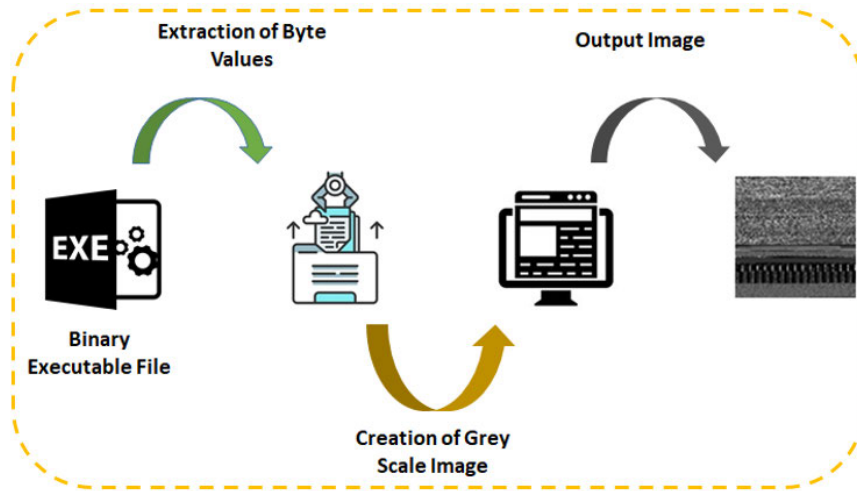 Extraction of Byte
Values
Output Image
EXE
Binary
Executable File
Creation of Grey
Scale Image